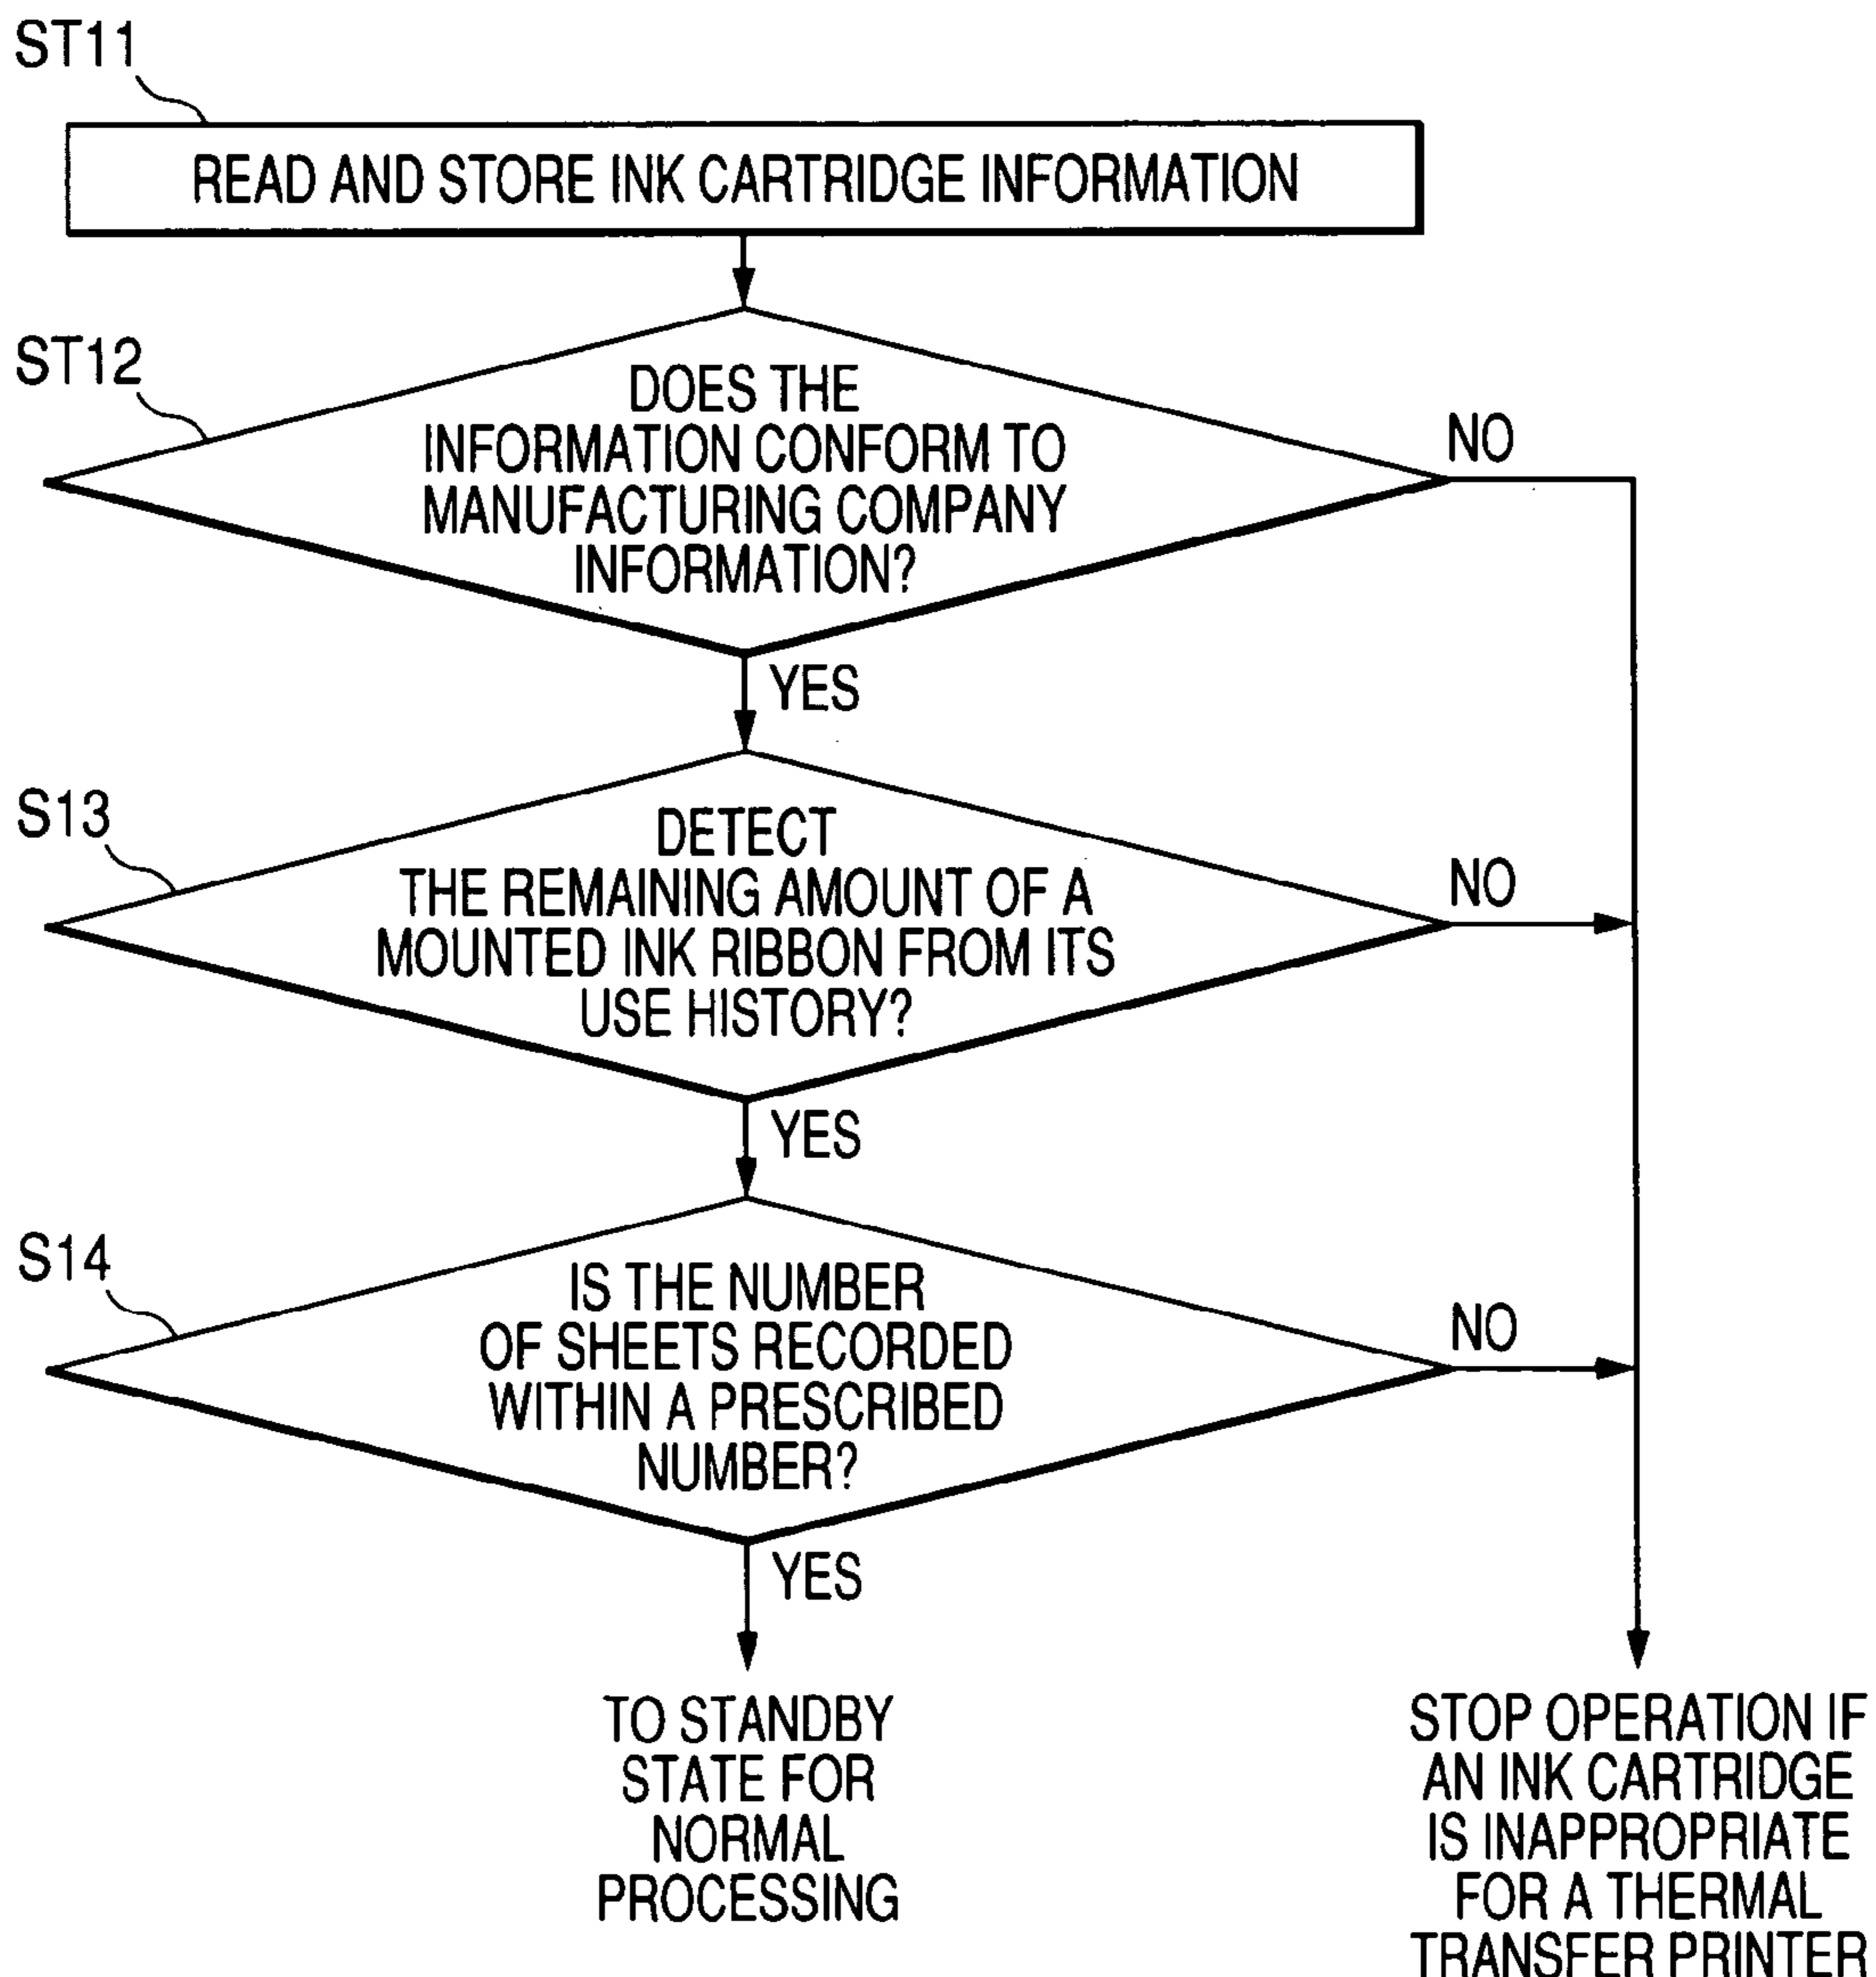 ST11
READ AND STORE INK CARTRIDGE INFORMATION
ST12
DOES THE
INFORMATION CONFORM TO
MANUFACTURING COMPANY
INFORMATION?
NO
YES
S13
DETECT
THE REMAINING AMOUNT OF A
MOUNTED INK RIBBON FROM ITS
USE HISTORY?
NO
YES
S14
IS THE NUMBER
OF SHEETS RECORDED
WITHIN A PRESCRIBED
NUMBER?
NO
YES
TO STANDBY
STATE FOR
NORMAL
PROCESSING
STOP OPERATION IF
AN INK CARTRIDGE
IS INAPPROPRIATE
FOR A THERMAL
TRANSFER PRINTER